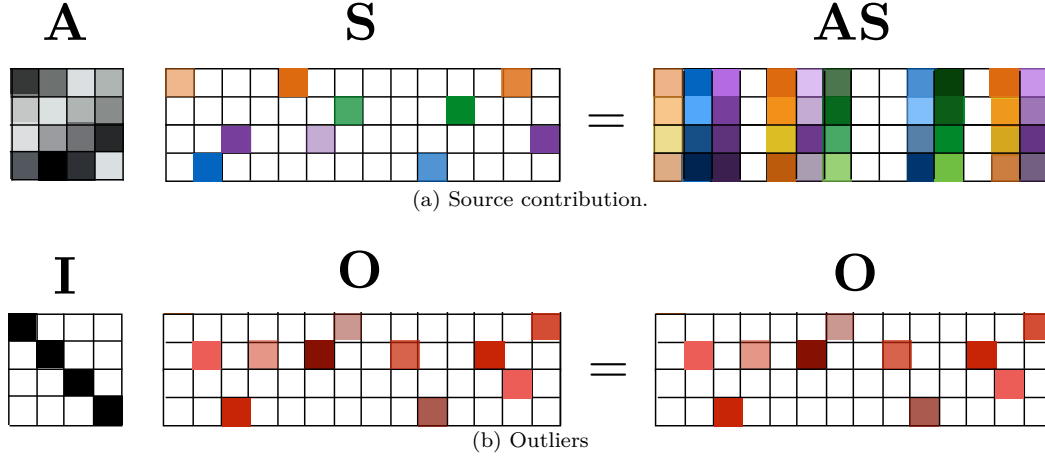 A S AS
=
(a) Source contribution.
I O O
=
(b) Outliers